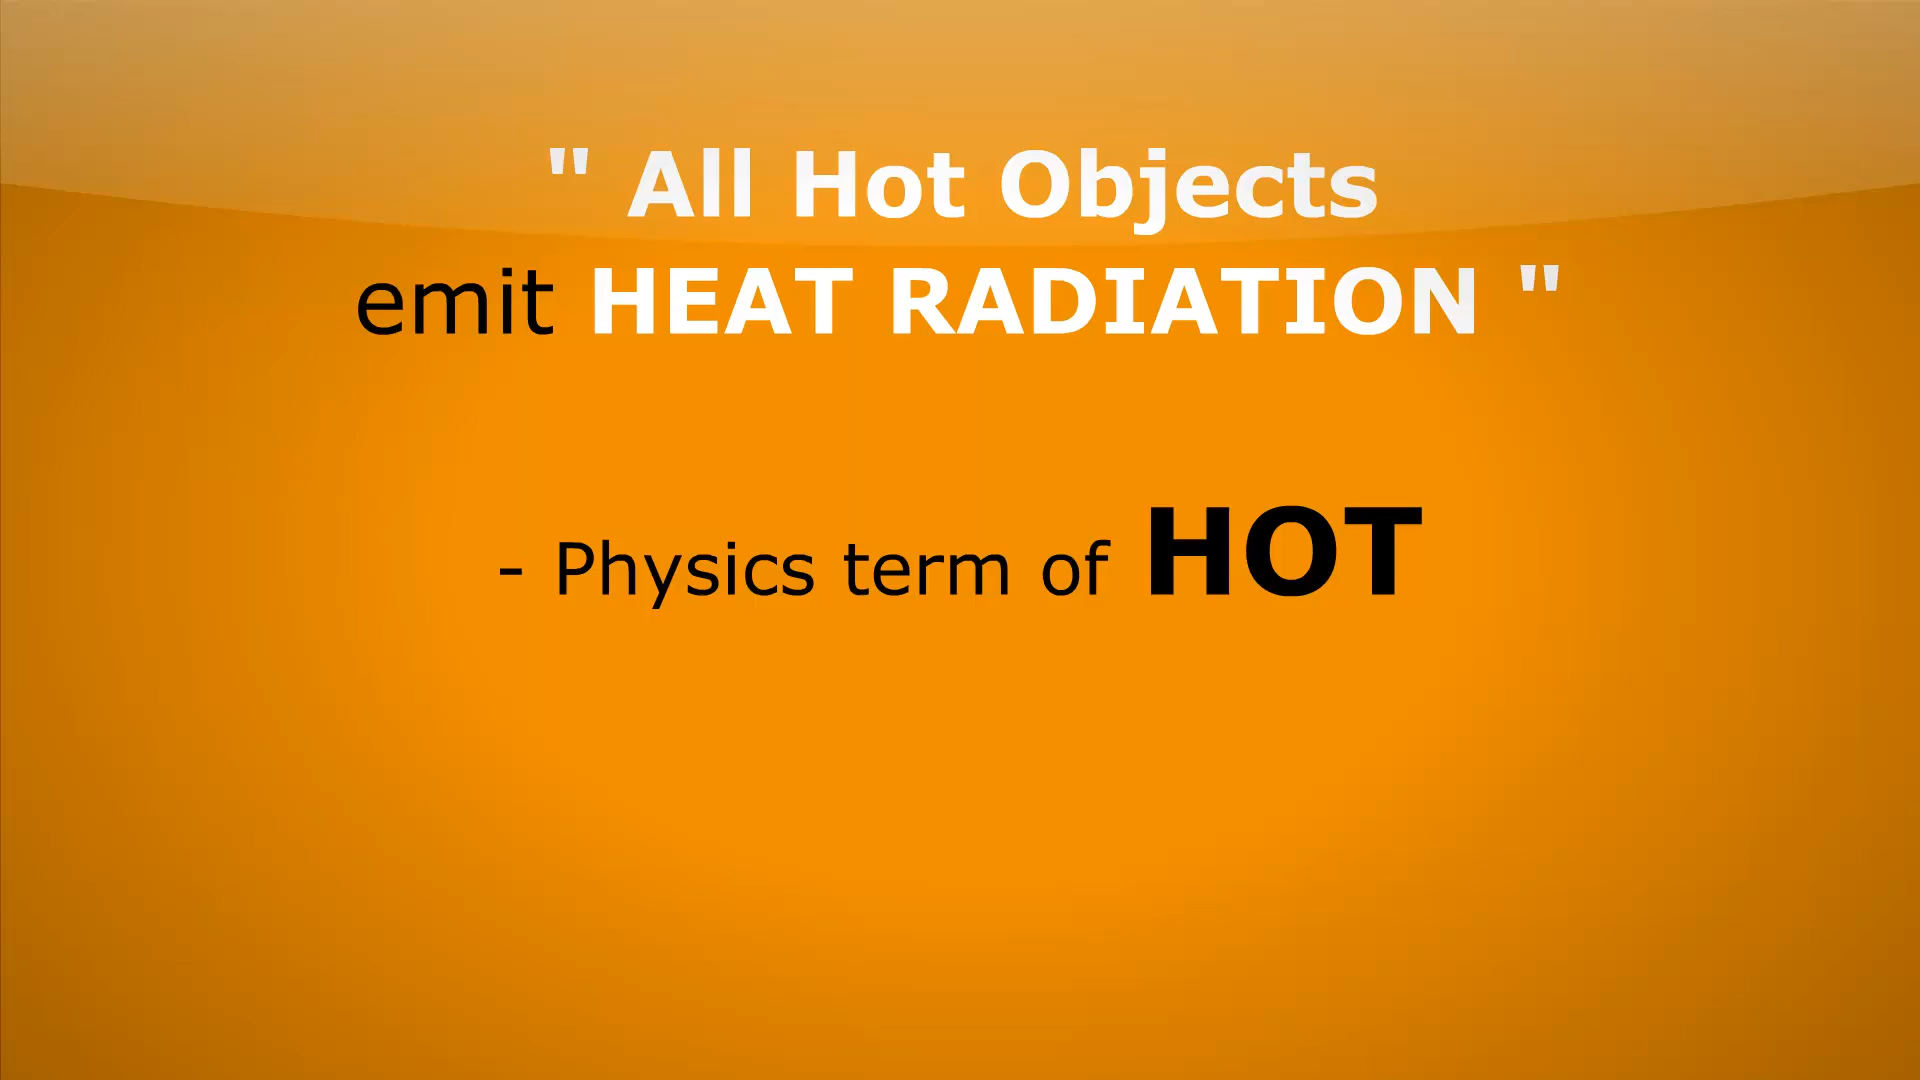 " All Hot Objects
emit HEAT RADIATION "
- Physics term of HOT